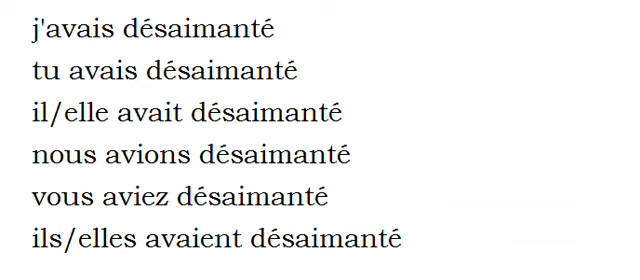 j'avais désaimanté
tu avais désaimanté
il/elle avait désaimanté
nous avions désaimanté
vous aviez désaimanté
ils/elles avaient désaimanté